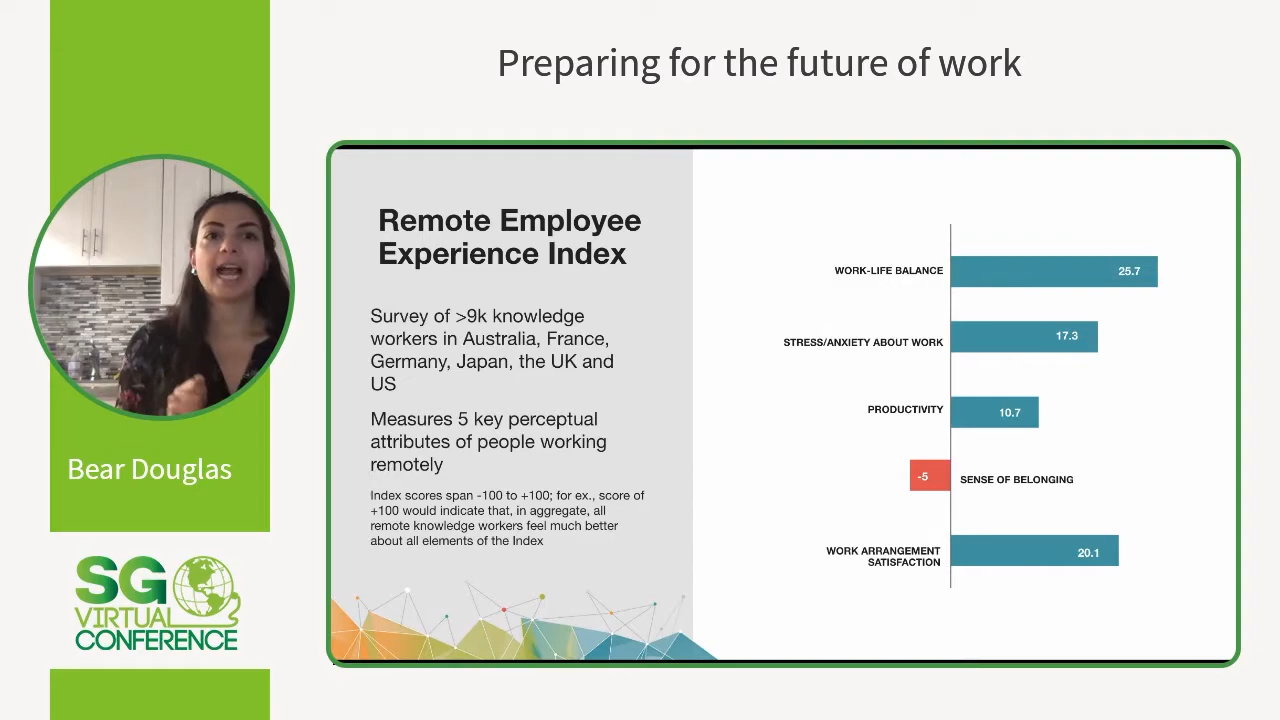 Preparing for the future of work
Bear Douglas
SG
VIRTUAL
CONFERENCE
Remote Employee
Experience Index
Survey of >9k knowledge
workers in Australia, France,
Germany, Japan, the UK and
US
Measures 5 key perceptual
attributes of people working
remotely
Index scores span -100 to +100; for ex., score of
+100 would indicate that, in aggregate, all
remote knowledge workers feel much better
about all elements of the Index
WORK-LIFE BALANCE 25.7
STRESS/ANXIETY ABOUT WORK 17.3
PRODUCTIVITY 10.7
-5 SENSE OF BELONGING
WORK ARRANGEMENT
SATISFACTION 20.1